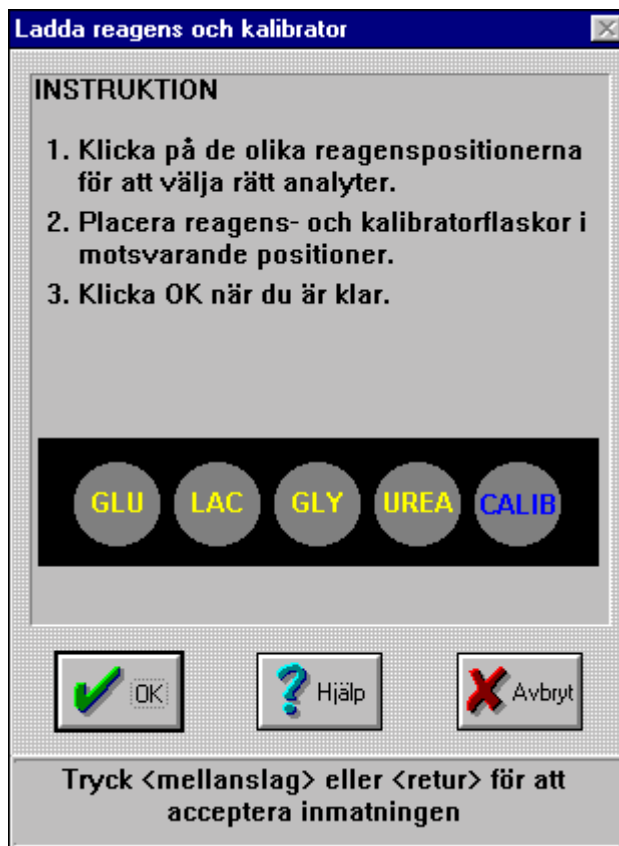 Ladda reagens och kalibrator
INSTRUKTION
1. Klicka på de olika reagenspositionerna
för att välja rätt analyter.
2. Placera reagens- och kalibratorflaskor i
motsvarande positioner.
3. Klicka OK när du är klar.
GLU LAC GLY UREA CALIB
OK Hjälp Avbryt
Tryck <mellanslag> eller <retur> för att
acceptera inmatningen